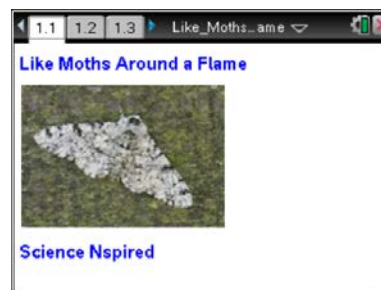 1.1 1.2 1.3 Like_Moths…ame
Like Moths Around a Flame
Science Nspired